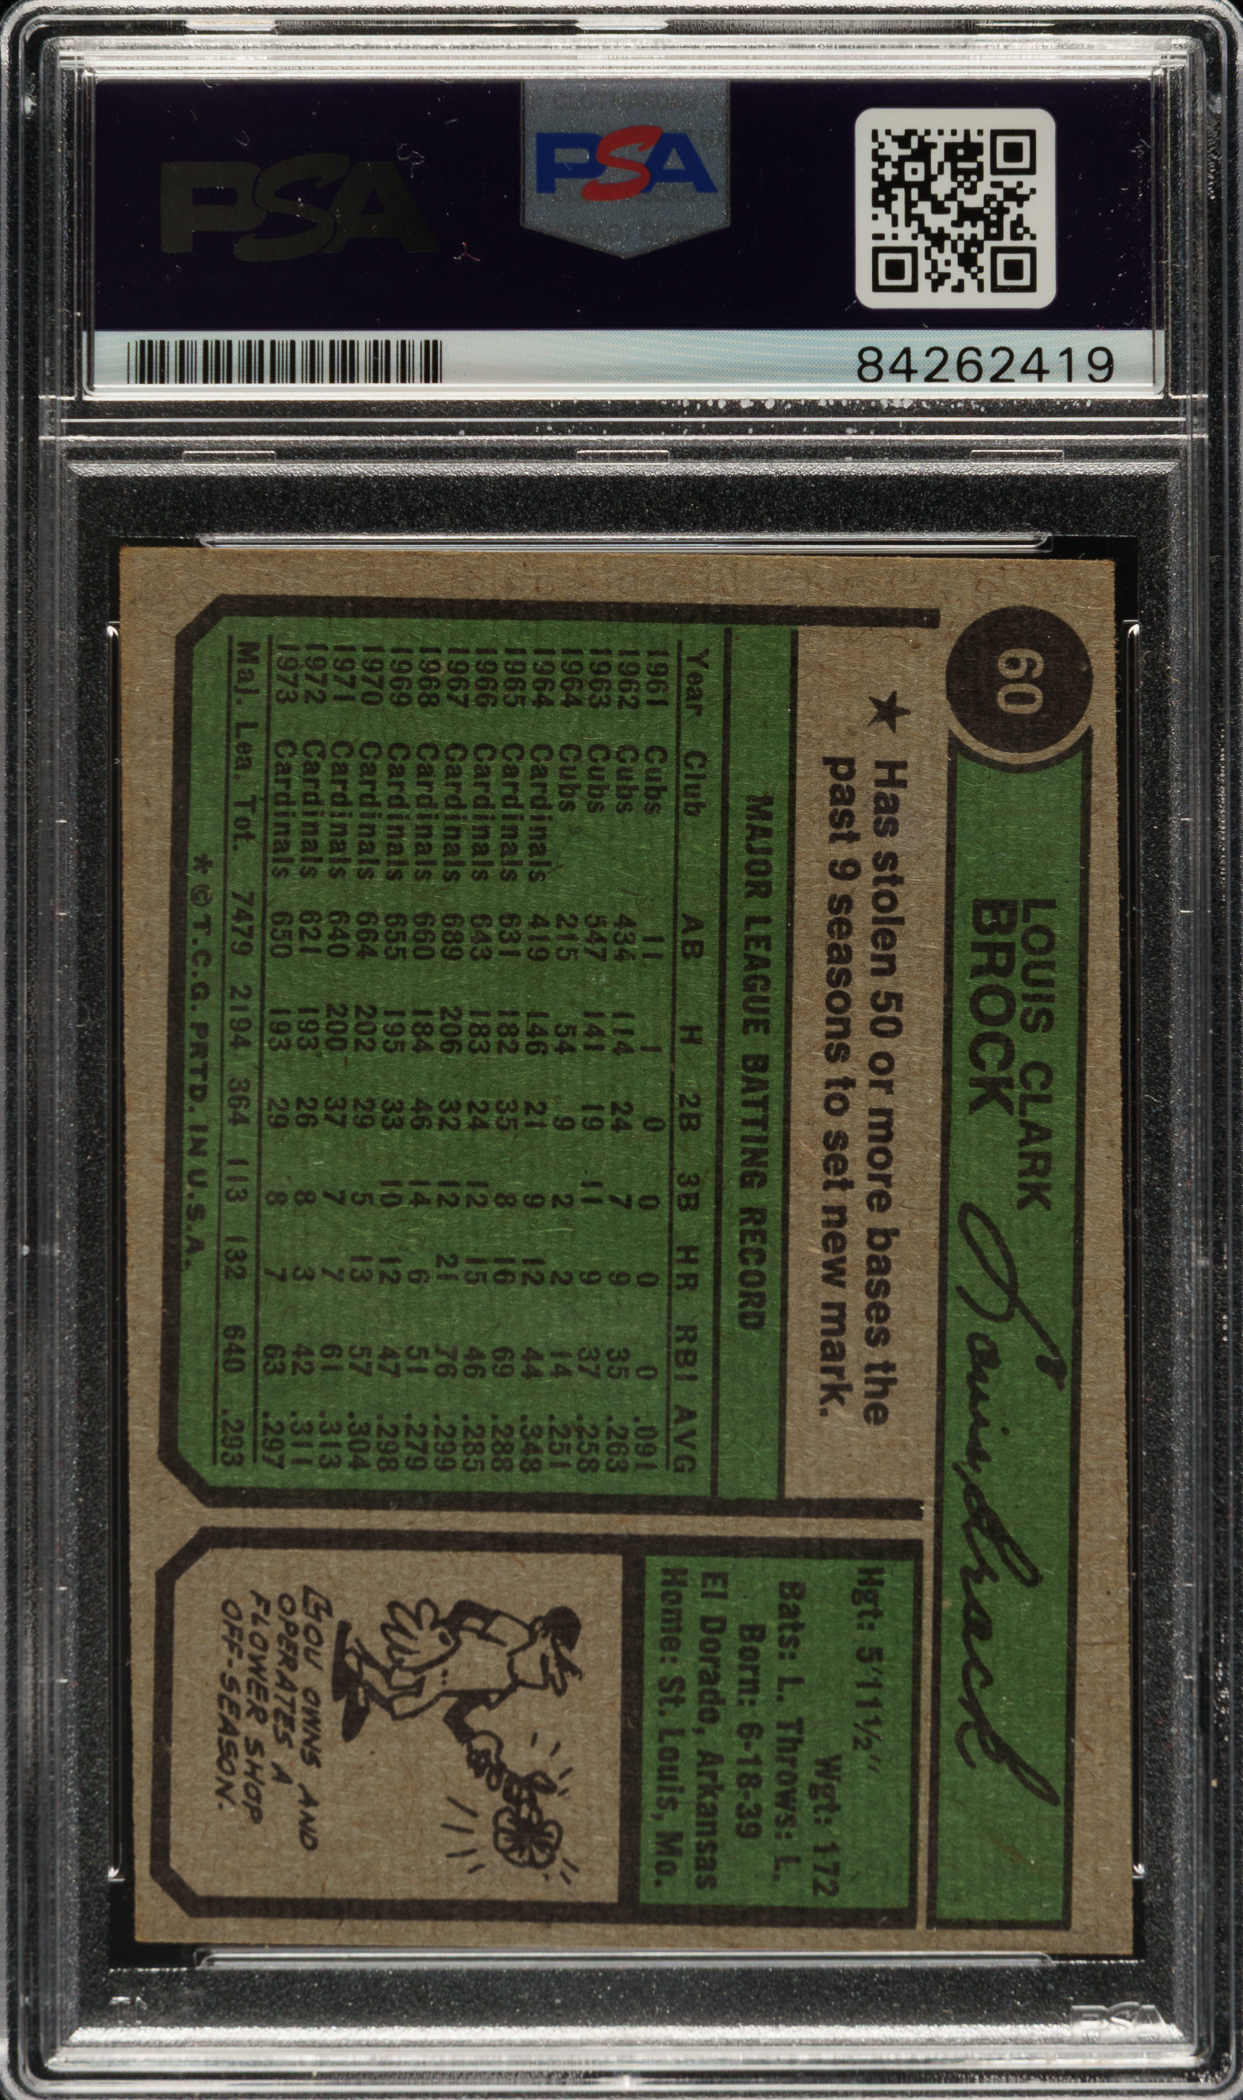 PSA
PSA
84262419
60
LOUIS CLARK
BROCK
Louis Brock
★ Has stolen 50 or more bases the
past 9 seasons to set new mark.
MAJOR LEAGUE BATTING RECORD
Year Club AB H 2B 3B HR RBI AVG
1961 Cubs 11 1 0 0 0 0 .091
1962 Cubs 434 114 24 7 9 35 .263
1963 Cubs 547 141 19 11 9 37 .258
1964 Cubs 215 54 9 2 2 14 .251
1964 Cardinals 419 146 21 9 12 44 .348
1965 Cardinals 631 182 35 8 16 69 .288
1966 Cardinals 643 183 24 12 15 46 .285
1967 Cardinals 689 206 32 12 21 76 .299
1968 Cardinals 660 184 46 14 6 51 .279
1969 Cardinals 655 195 33 10 12 47 .298
1970 Cardinals 664 202 29 5 13 57 .304
1971 Cardinals 640 200 37 7 7 61 .313
1972 Cardinals 621 193 26 8 3 42 .311
1973 Cardinals 650 193 29 8 7 63 .297
Maj. Lea. Tot. 7479 2194 364 113 132 640 .293
*©T.C.G. PRTD. IN U.S.A.
Hgt: 5'11½" Wgt: 172
Bats: L. Throws: L.
Born: 6-18-39
El Dorado, Arkansas
Home: St. Louis, Mo.
LOU OWNS AND
OPERATES A
FLOWER SHOP
OFF-SEASON.
PSA